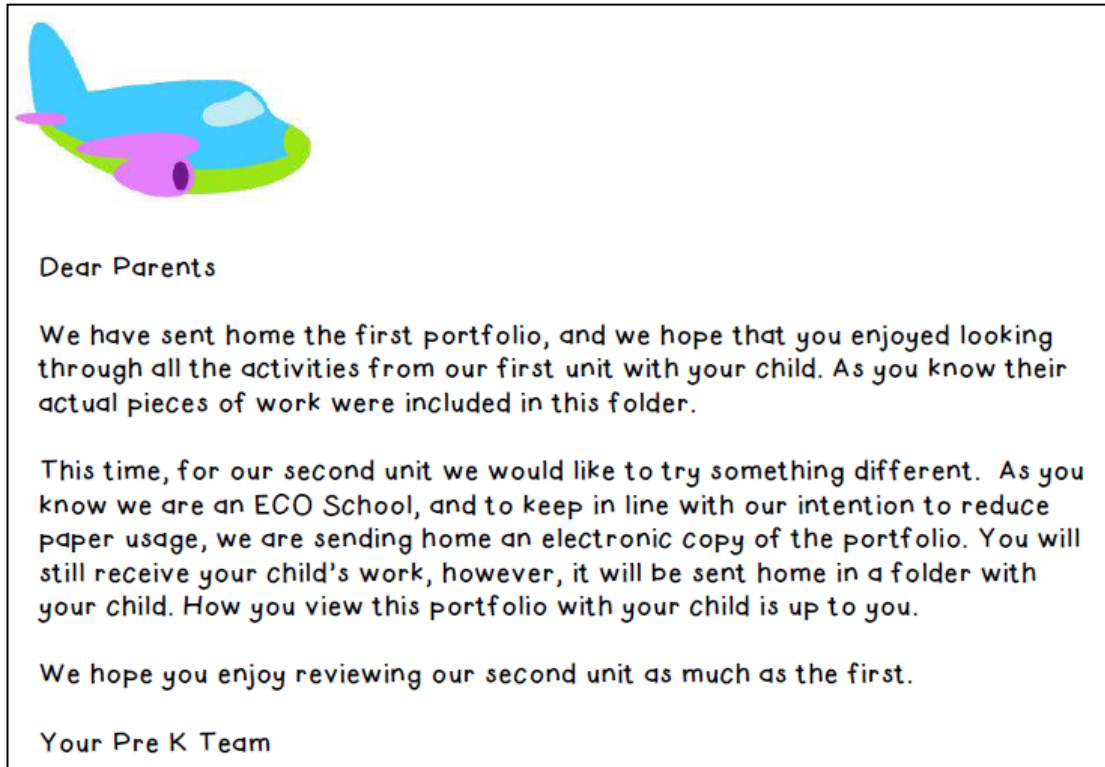 Dear Parents
We have sent home the first portfolio, and we hope that you enjoyed looking
through all the activities from our first unit with your child. As you know their
actual pieces of work were included in this folder.
This time, for our second unit we would like to try something different.  As you
know we are an ECO School, and to keep in line with our intention to reduce
paper usage, we are sending home an electronic copy of the portfolio. You will
still receive your child's work, however, it will be sent home in a folder with
your child. How you view this portfolio with your child is up to you.
We hope you enjoy reviewing our second unit as much as the first.
Your Pre K Team